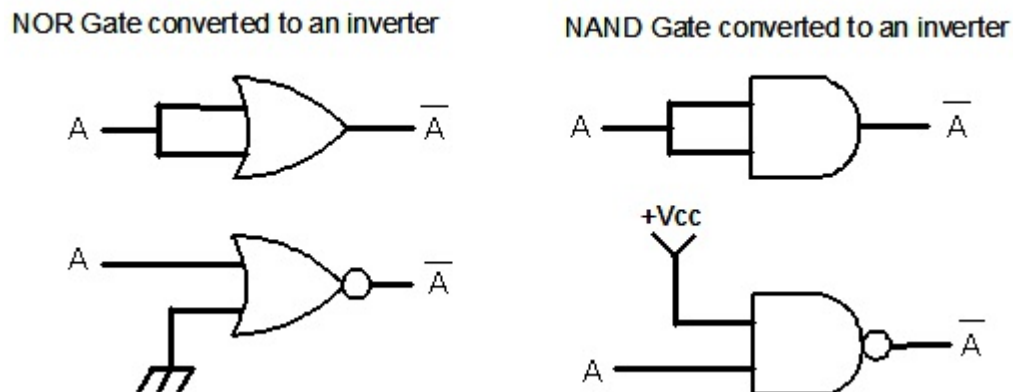 NOR Gate converted to an inverter
NAND Gate converted to an inverter
A A̅
A A̅
+Vcc
A A̅
A A̅